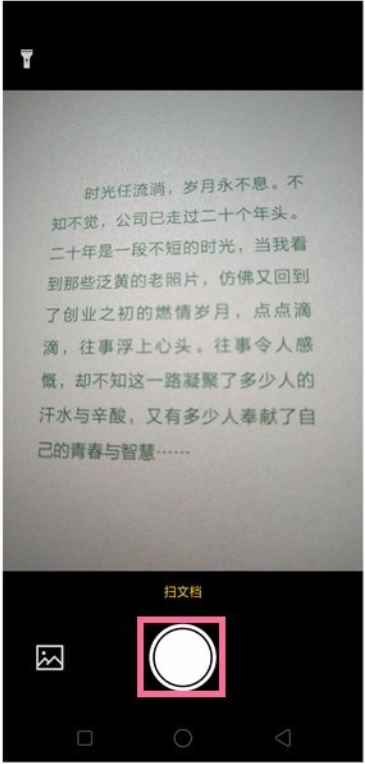 时光任流淌，岁月永不息。不
知不觉，公司已走过二十个年头。
二十年是一段不短的时光，当我看
到那些泛黄的老照片，仿佛又回到
了创业之初的燃情岁月，点点滴
滴，往事浮上心头。往事令人感
慨，却不知这一路凝聚了多少人的
汗水与辛酸，又有多少人奉献了自
己的青春与智慧……
扫文档